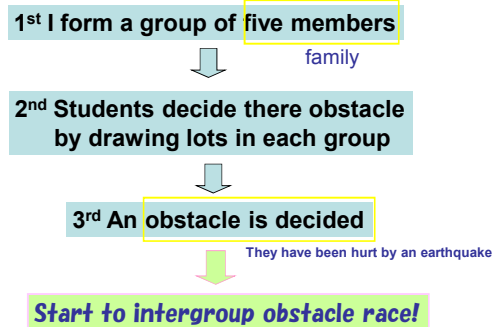 1st I form a group of five members
family
2nd Students decide there obstacle
by drawing lots in each group
3rd An obstacle is decided
They have been hurt by an earthquake
Start to intergroup obstacle race!